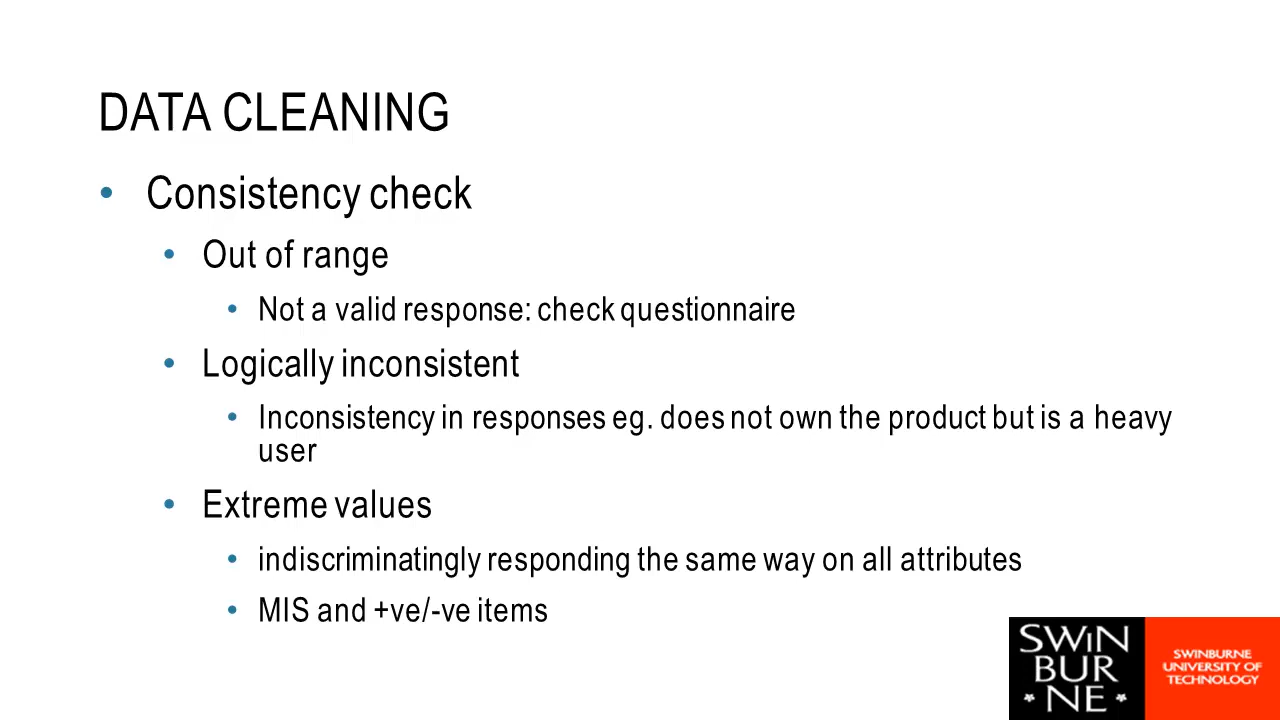 DATA CLEANING
• Consistency check
• Out of range
• Not a valid response: check questionnaire
• Logically inconsistent
• Inconsistency in responses eg. does not own the product but is a heavy
user
• Extreme values
• indiscriminatingly responding the same way on all attributes
• MIS and +ve/-ve items
SWiN
BUR
NE
SWINBURNE
UNIVERSITY OF
TECHNOLOGY